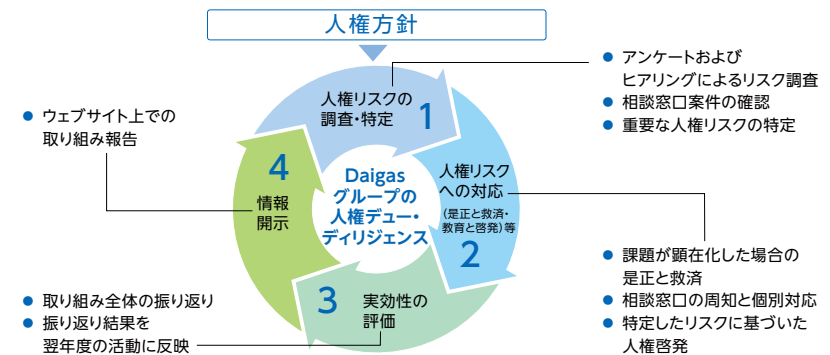 人権方針
人権リスクの
調査・特定
1
● アンケートおよび
ヒアリングによるリスク調査
● 相談窓口案件の確認
● 重要な人権リスクの特定
人権リスク
への対応
(是正と救済・
教育と啓発)等
2
● 課題が顕在化した場合の
是正と救済
● 相談窓口の周知と個別対応
● 特定したリスクに基づいた
人権啓発
3
実効性の
評価
● 取り組み全体の振り返り
● 振り返り結果を
翌年度の活動に反映
4
情報
開示
● ウェブサイト上での
取り組み報告
Daigas
グループの
人権デュー・
ディリジェンス